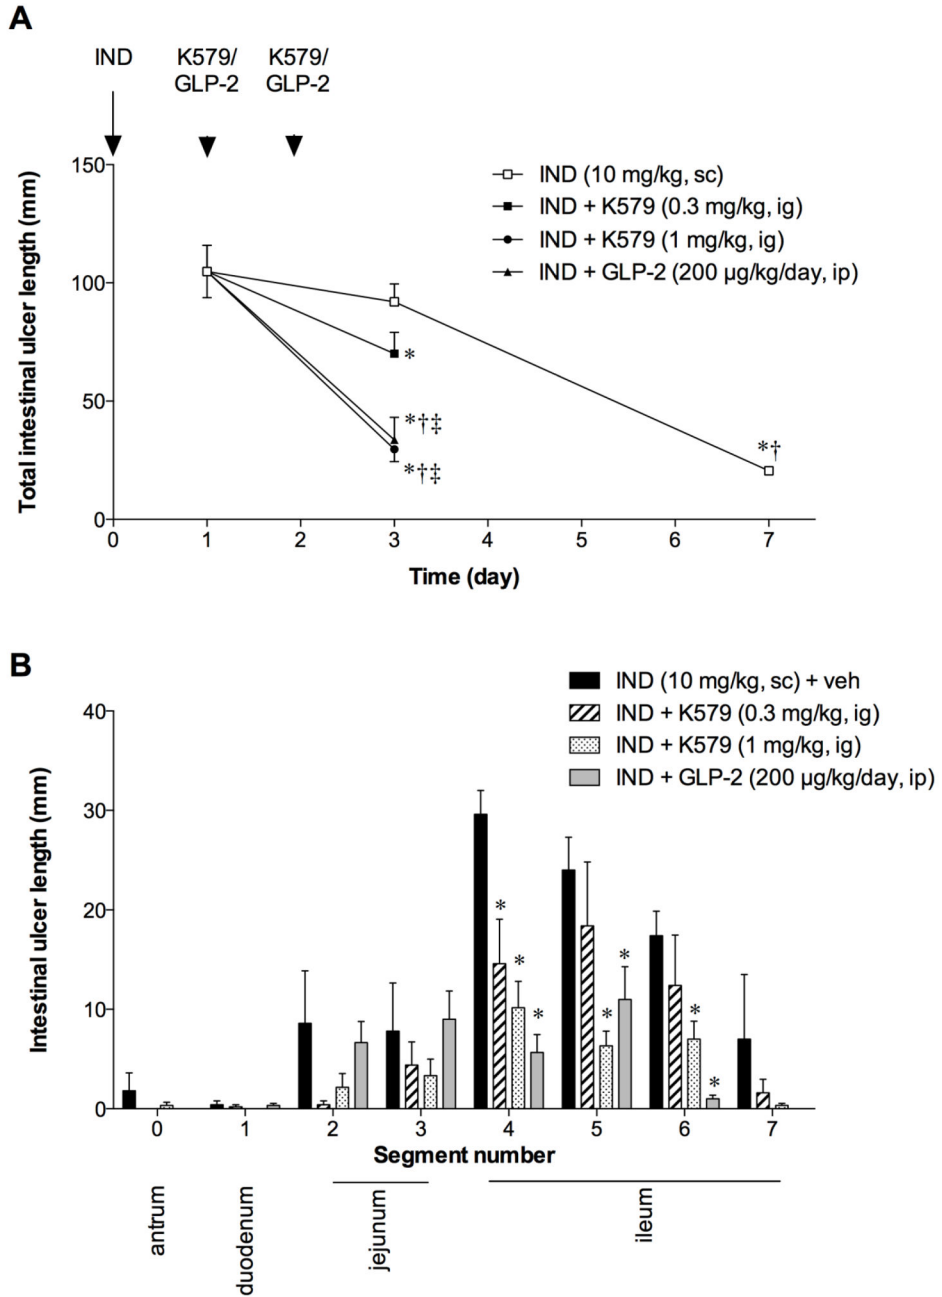 A
IND
K579/
GLP-2
K579/
GLP-2
Total intestinal ulcer length (mm)
150
100
50
0
IND (10 mg/kg, sc)
IND + K579 (0.3 mg/kg, ig)
IND + K579 (1 mg/kg, ig)
IND + GLP-2 (200 µg/kg/day, ip)
*
*†‡
*†‡
*†
0 1 2 3 4 5 6 7
Time (day)
B
IND (10 mg/kg, sc) + veh
IND + K579 (0.3 mg/kg, ig)
IND + K579 (1 mg/kg, ig)
IND + GLP-2 (200 µg/kg/day, ip)
Intestinal ulcer length (mm)
40
30
20
10
0
* * * * * * *
0 1 2 3 4 5 6 7
Segment number
antrum
duodenum
jejunum
ileum